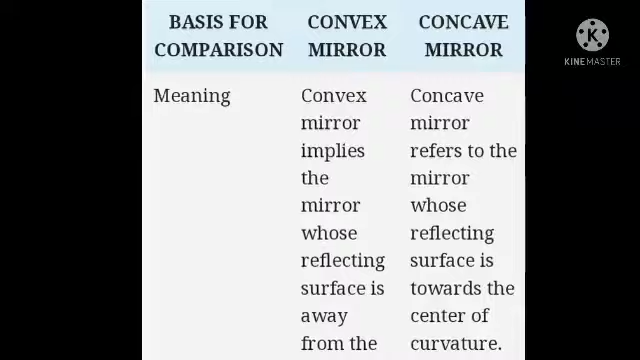 BASIS FOR CONVEX CONCAVE
COMPARISON MIRROR MIRROR
Meaning Convex Concave
mirror mirror
implies refers to the
the mirror
mirror whose
whose reflecting
reflecting surface is
surface is towards the
away center of
from the curvature.
K
KINEMASTER